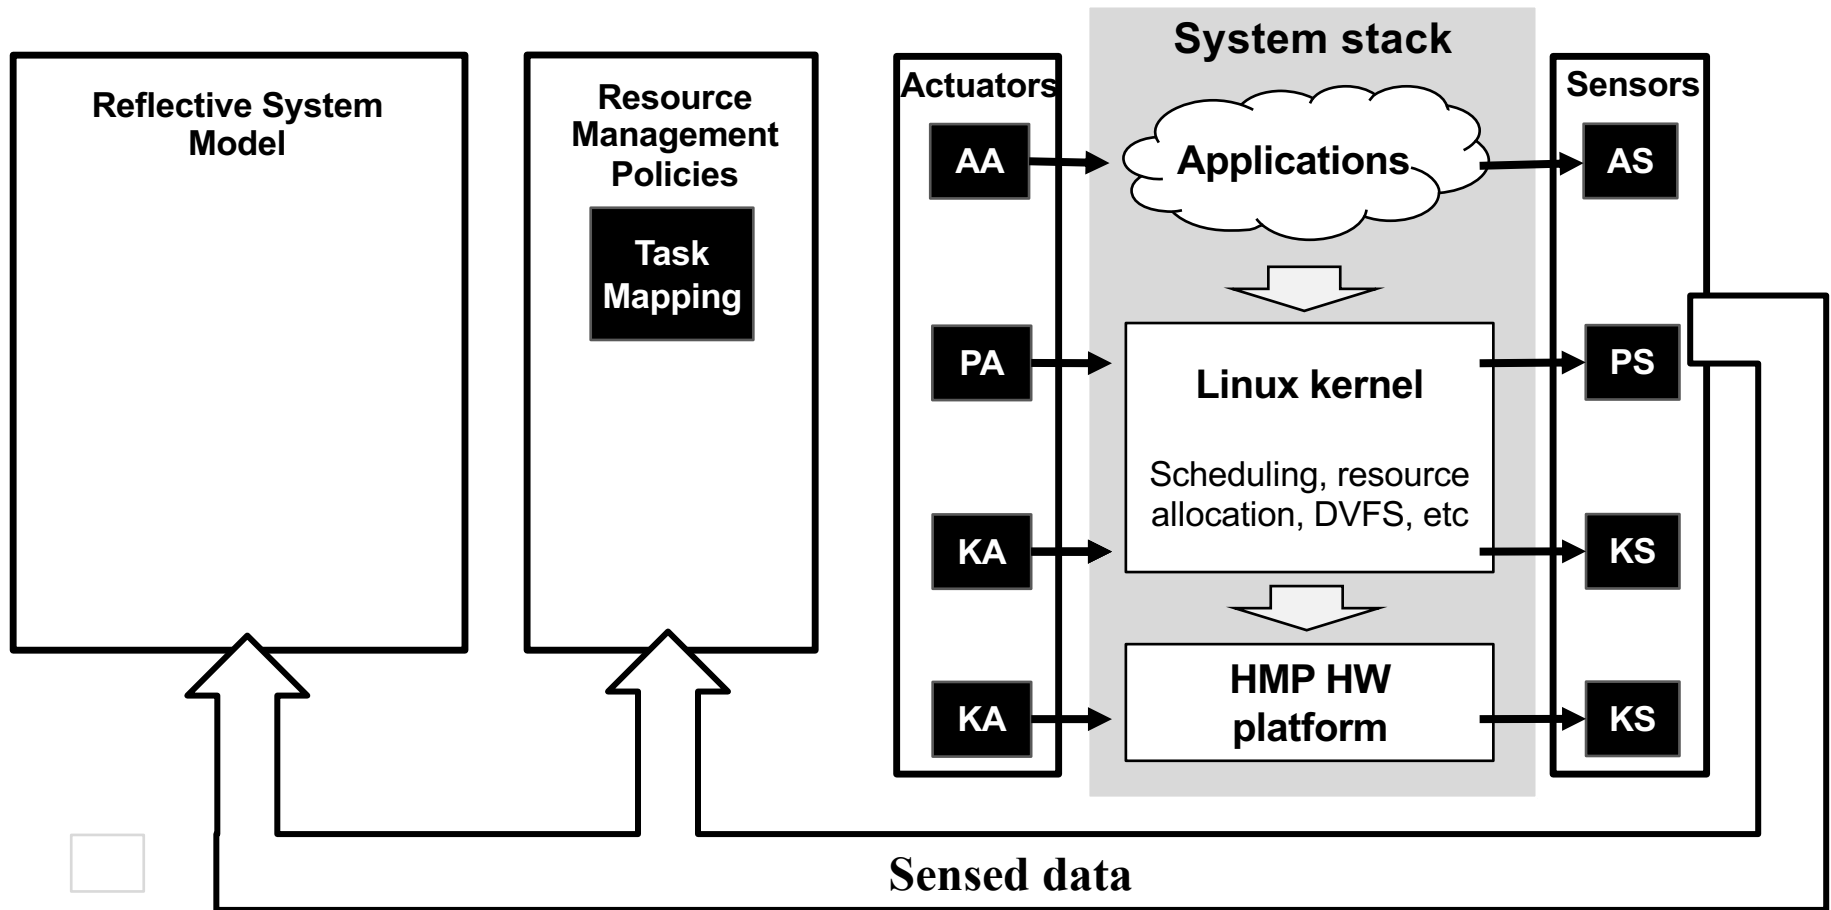 System stack
Reflective System
Model
Resource
Management
Policies
Task
Mapping
Actuators
AA
PA
KA
KA
Applications
Linux kernel
Scheduling, resource
allocation, DVFS, etc
HMP HW
platform
Sensors
AS
PS
KS
KS
Sensed data